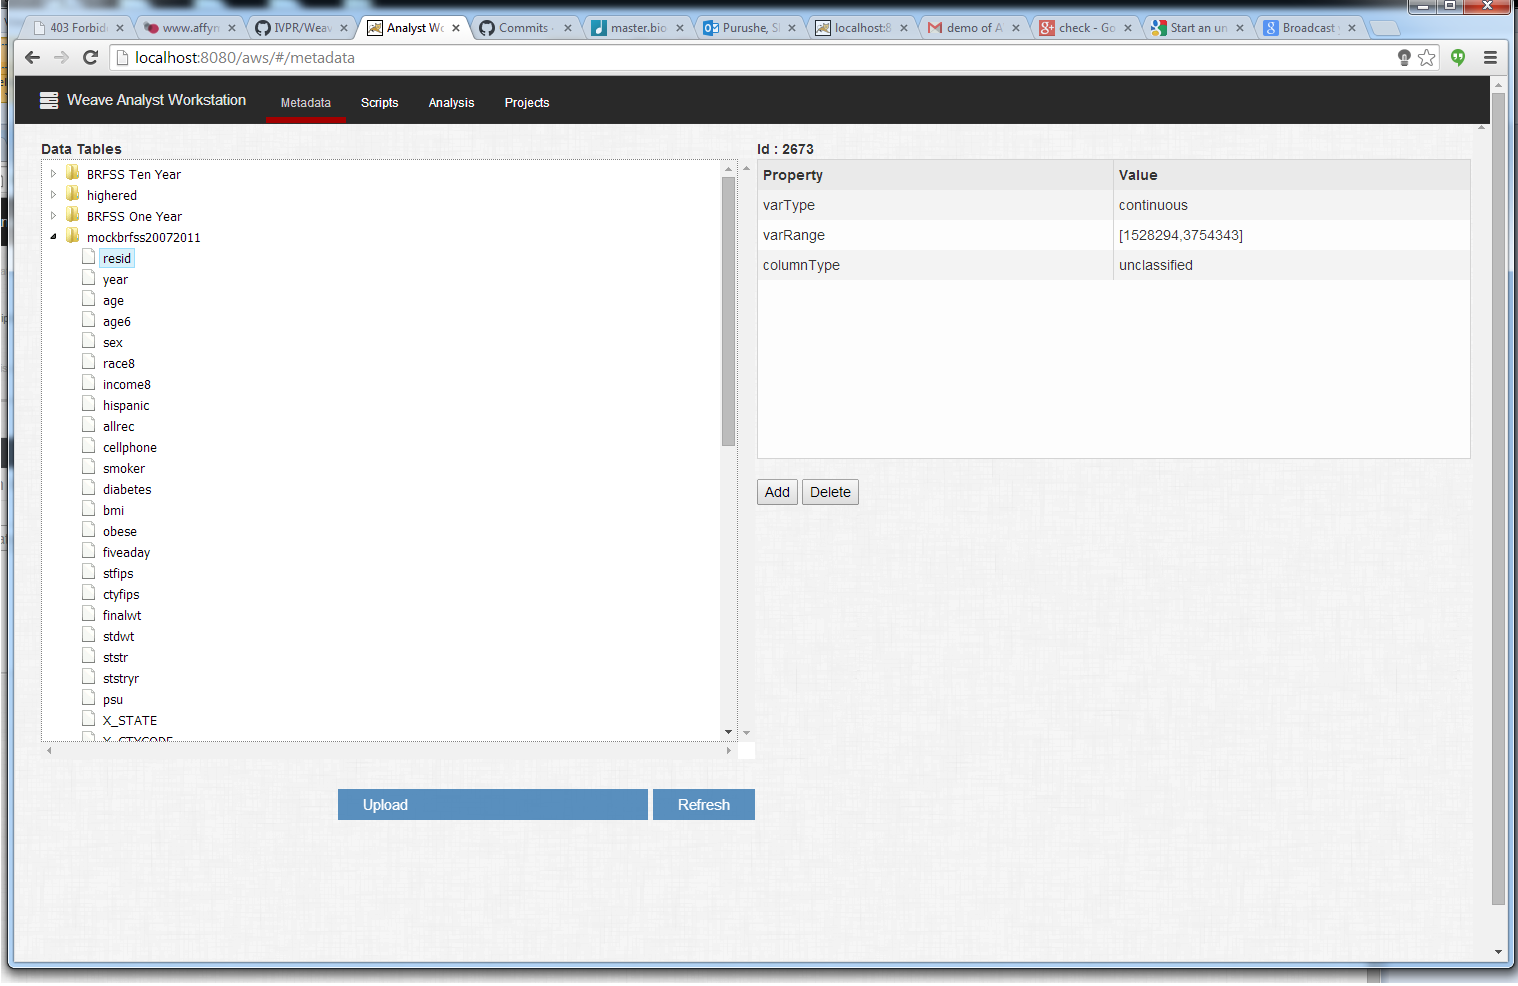 403 Forbid
www.affyn
IVPR/Weav
Analyst Wo
Commits ·
master.bio
Purushe, Sh
localhost:8
demo of A
check - Go
Start an un
Broadcast
localhost:8080/aws/#/metadata
Weave Analyst Workstation
Metadata
Scripts
Analysis
Projects
Data Tables
BRFSS Ten Year
highered
BRFSS One Year
mockbrfss20072011
resid
year
age
age6
sex
race8
income8
hispanic
allrec
cellphone
smoker
diabetes
bmi
obese
fiveaday
stfips
ctyfips
finalwt
stdwt
ststr
ststryr
psu
X_STATE
X_CTYCODE
Upload
Refresh
Id : 2673
Property Value
varType continuous
varRange [1528294,3754343]
columnType unclassified
Add
Delete